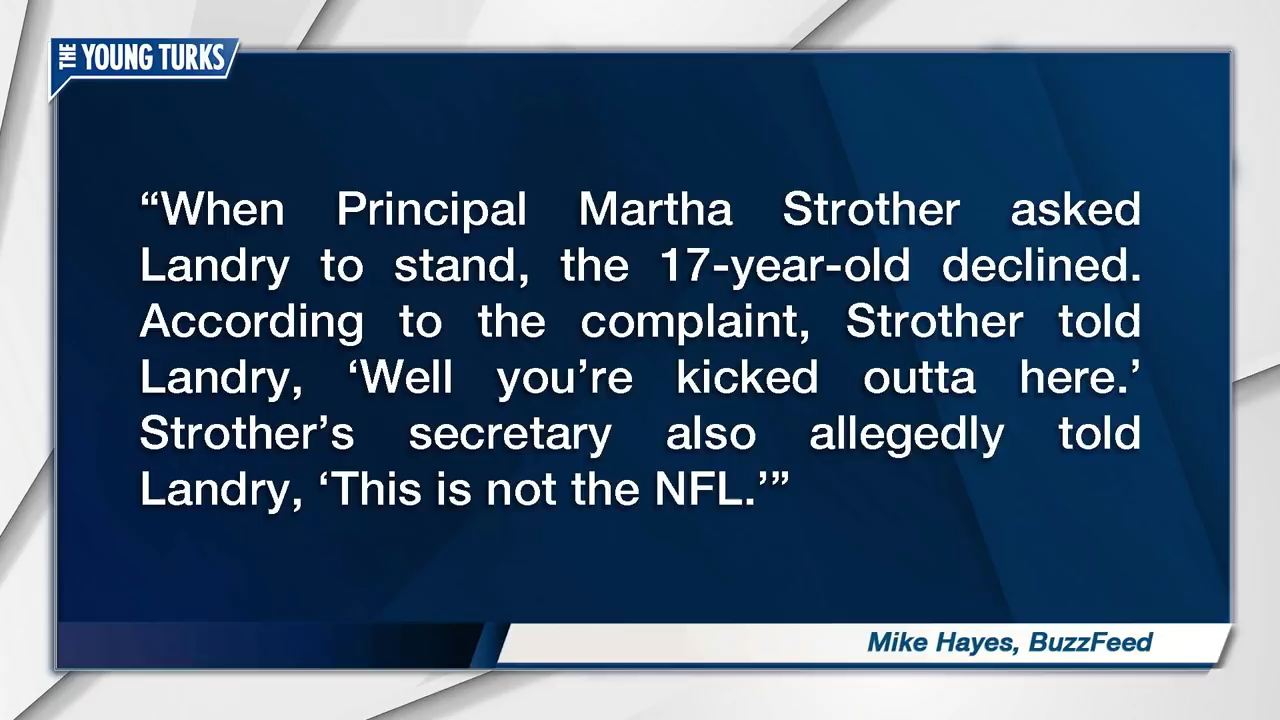 THE YOUNG TURKS
“When Principal Martha Strother asked
Landry to stand, the 17-year-old declined.
According to the complaint, Strother told
Landry, ‘Well you’re kicked outta here.’
Strother’s secretary also allegedly told
Landry, ‘This is not the NFL.’”
Mike Hayes, BuzzFeed